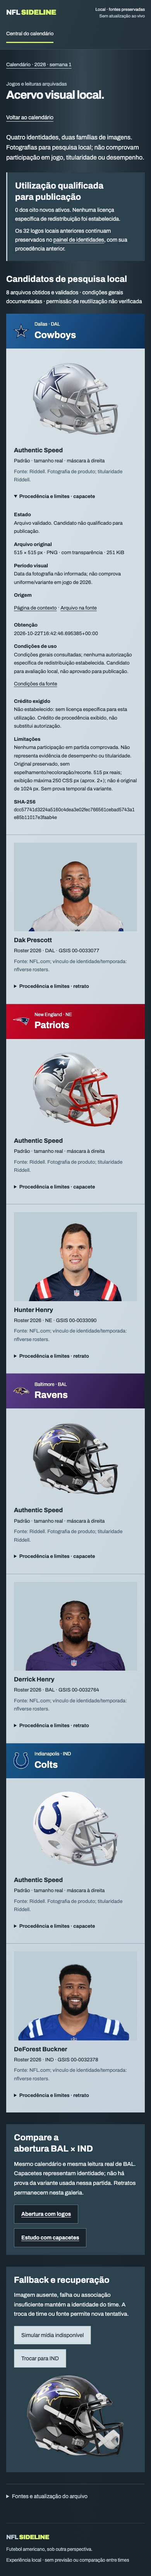 NFL SIDELINE
Local · fontes preservadas
Sem atualização ao vivo
Central do calendário
Calendário · 2026 · semana 1
Jogos e leituras arquivadas
Acervo visual local.
Voltar ao calendário
Quatro identidades, duas famílias de imagens.
Fotografias para pesquisa local; não comprovam
participação em jogo, titularidade ou desempenho.
Utilização qualificada
para publicação
0 dos oito novos ativos. Nenhuma licença
específica de redistribuição foi estabelecida.
Os 32 logos locais anteriores continuam
preservados no painel de identidades, com sua
procedência anterior.
Candidatos de pesquisa local
8 arquivos obtidos e validados · condições gerais
documentadas · permissão de reutilização não verificada
Dallas · DAL
Cowboys
Authentic Speed
Padrão · tamanho real · máscara à direita
Fonte: Riddell. Fotografia de produto; titularidade
Riddell.
▼ Procedência e limites · capacete
Estado
Arquivo validado. Candidato não qualificado para
publicação.
Arquivo original
515 × 515 px · PNG · com transparência · 251 KiB
Período visual
Data da fotografia não informada; não comprova
uniforme/variante em jogo de 2026.
Origem
Página de contexto · Arquivo na fonte
Obtenção
Condições de uso
Condições gerais consultadas; nenhuma autorização
específica de redistribuição estabelecida. Candidato
para avaliação local, não aprovado para publicação.
Condições da fonte
Crédito exigido
Não estabelecido: sem licença específica para esta
utilização. Crédito de procedência exibido, não
substitui autorização.
Limitações
Nenhuma participação em partida comprovada. Não
representa evidência de desempenho ou titularidade.
Original preservado, sem
espelhamento/recoloração/recorte. 515 px reais;
exibição máxima 250 CSS px para conservar 2×; não é original
de 1024 px. Sem prova temporal da variante.
SHA-256
Dak Prescott
Roster 2026 · DAL · GSIS 00-0033077
Fonte: NFL.com; vínculo de identidade/temporada:
nflverse rosters.
▶ Procedência e limites · retrato
New England · NE
Patriots
Authentic Speed
Padrão · tamanho real · máscara à direita
Fonte: Riddell. Fotografia de produto; titularidade
Riddell.
▶ Procedência e limites · capacete
Hunter Henry
Roster 2026 · NE · GSIS 00-0033090
Fonte: NFL.com; vínculo de identidade/temporada:
nflverse rosters.
▶ Procedência e limites · retrato
Baltimore · BAL
Ravens
Authentic Speed
Padrão · tamanho real · máscara à direita
Fonte: Riddell. Fotografia de produto; titularidade
Riddell.
▶ Procedência e limites · capacete
Derrick Henry
Roster 2026 · BAL · GSIS 00-0032764
Fonte: NFL.com; vínculo de identidade/temporada:
nflverse rosters.
▶ Procedência e limites · retrato
Indianapolis · IND
Colts
Authentic Speed
Padrão · tamanho real · máscara à direita
Fonte: Riddell. Fotografia de produto; titularidade
Riddell.
▶ Procedência e limites · capacete
DeForest Buckner
Roster 2026 · IND · GSIS 00-0032378
Fonte: NFL.com; vínculo de identidade/temporada:
nflverse rosters.
▶ Procedência e limites · retrato
Compare a
abertura BAL × IND
Mesmo calendário e mesma leitura real de BAL.
Capacetes representam identidade; não há
prova da variante usada nessa partida. Retratos
permanecem nesta galeria.
Abertura com logos
Estudo com capacetes
Fallback e recuperação
Imagem ausente, falha ou associação
insuficiente mantém a identidade do time. A
troca de time ou fonte permite nova tentativa.
Simular mídia indisponível
Trocar para IND
▶ Fontes e atualização do arquivo
NFL SIDELINE
Futebol americano, sob outra perspectiva.
Experiência local · sem previsão ou comparação entre times